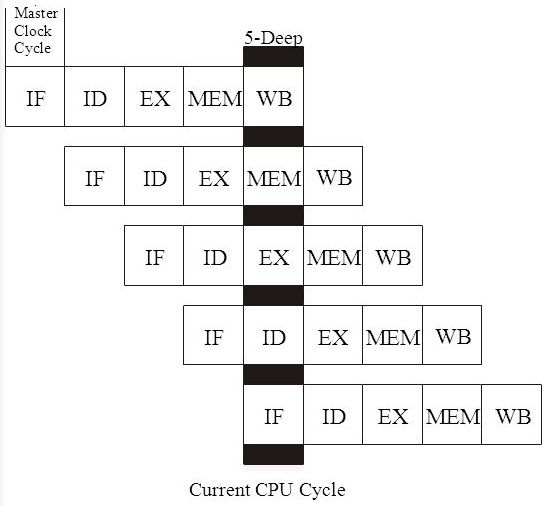 Master
Clock
Cycle
5-Deep
IF ID EX MEM WB
IF ID EX MEM WB
IF ID EX MEM WB
IF ID EX MEM WB
IF ID EX MEM WB
Current CPU Cycle